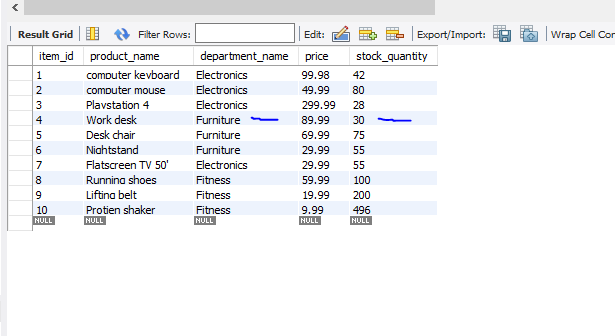 Result Grid Filter Rows: Edit: Export/Import: Wrap Cell Con
item_id product_name department_name price stock_quantity
1 computer keyboard Electronics 99.98 42
2 computer mouse Electronics 49.99 80
3 Playstation 4 Electronics 299.99 28
4 Work desk Furniture 89.99 30
5 Desk chair Furniture 69.99 75
6 Nightstand Furniture 29.99 55
7 Flatscreen TV 50' Electronics 29.99 55
8 Running shoes Fitness 59.99 100
9 Lifting belt Fitness 19.99 200
10 Protien shaker Fitness 9.99 496
NULL NULL NULL NULL NULL